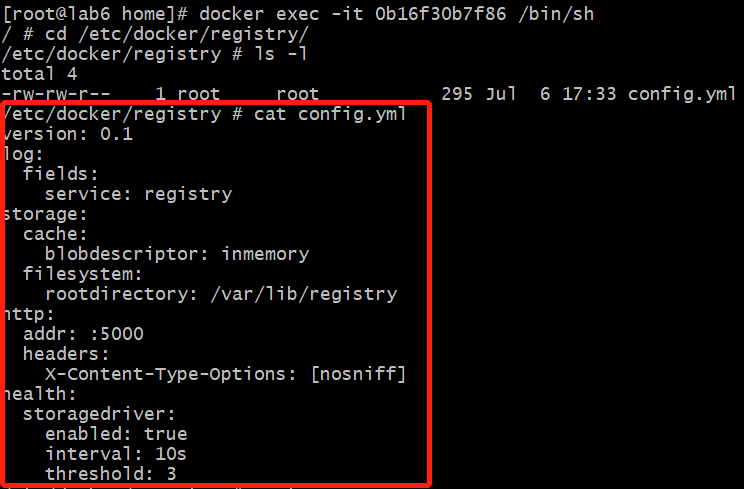 [root@lab6 home]# docker exec -it 0b16f30b7f86 /bin/sh
/ # cd /etc/docker/registry/
/etc/docker/registry # ls -l
total 4
-rw-rw-r--    1 root     root           295 Jul  6 17:33 config.yml
/etc/docker/registry # cat config.yml
version: 0.1
log:
  fields:
    service: registry
storage:
  cache:
    blobdescriptor: inmemory
  filesystem:
    rootdirectory: /var/lib/registry
http:
  addr: :5000
  headers:
    X-Content-Type-Options: [nosniff]
health:
  storagedriver:
    enabled: true
    interval: 10s
    threshold: 3